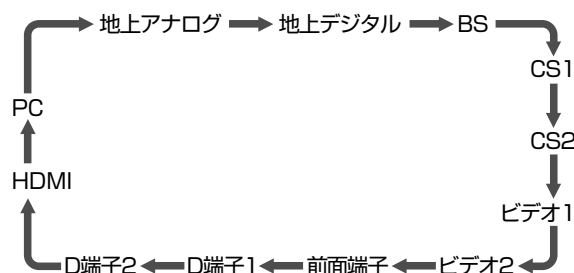 地上アナログ
地上デジタル
BS
CS1
CS2
ビデオ1
ビデオ2
前面端子
D端子1
D端子2
HDMI
PC